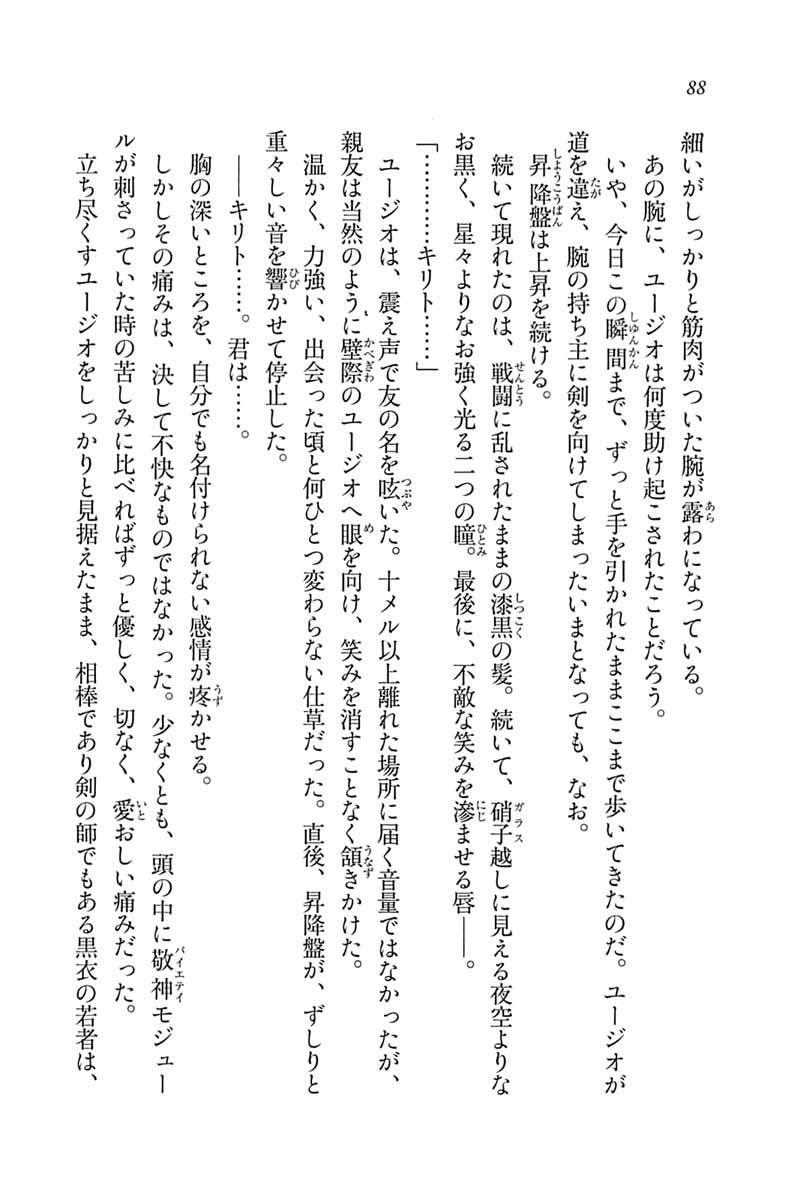 88
細いがしっかりと筋肉がついた腕が露わになっている。
あの腕に、ユージオは何度助け起こされたことだろう。
いや、今日この瞬間まで、ずっと手を引かれたままここまで歩いてきたのだ。ユージオが
道を違え、腕の持ち主に剣を向けてしまったいまとなっても、なお。
昇降盤は上昇を続ける。
続いて現れたのは、戦闘に乱されたままの漆黒の髪。続いて、硝子越しに見える夜空よりな
お黒く、星々よりなお強く光る二つの瞳。最後に、不敵な笑みを滲ませる唇――。
「…………キリト……」
ユージオは、震え声で友の名を呟いた。十メル以上離れた場所に届く音量ではなかったが、
親友は当然のように壁際のユージオへ眼を向け、笑みを消すことなく頷きかけた。
温かく、力強い、出会った頃と何ひとつ変わらない仕草だった。直後、昇降盤が、ずしりと
重々しい音を響かせて停止した。
――キリト……。君は……。
胸の深いところを、自分でも名付けられない感情が疼かせる。
しかしその痛みは、決して不快なものではなかった。少なくとも、頭の中に敬神モジュー
ルが刺さっていた時の苦しみに比べればずっと優しく、切なく、愛おしい痛みだった。
立ち尽くすユージオをしっかりと見据えたまま、相棒であり剣の師でもある黒衣の若者は、